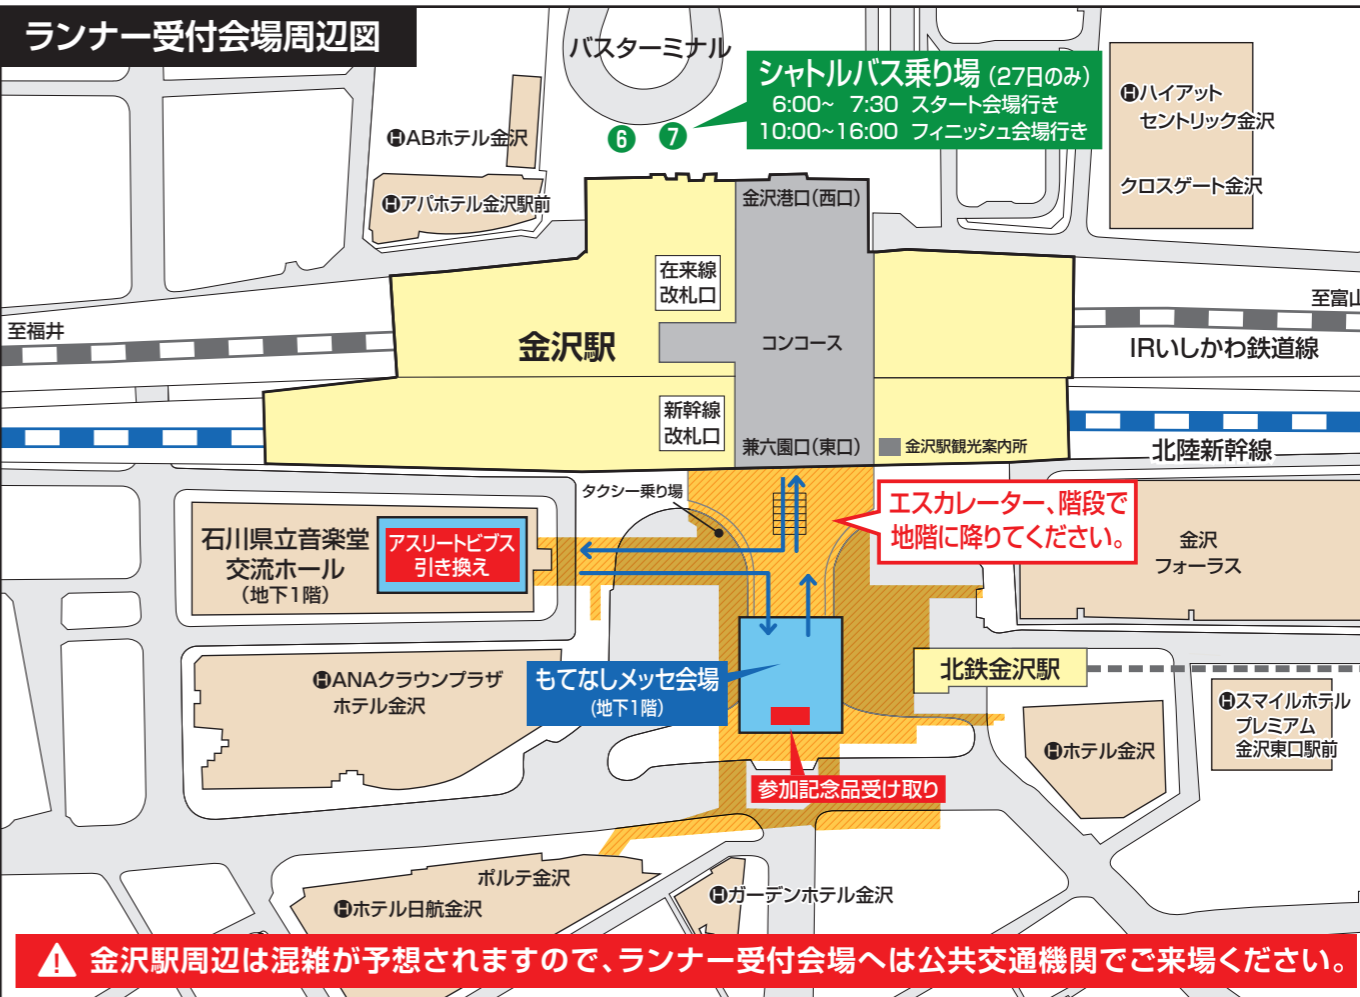 ランナー受付会場周辺図
バスターミナル
シャトルバス乗り場(27日のみ)
6:00~ 7:30 スタート会場行き
10:00~16:00 フィニッシュ会場行き
6
7
Hハイアット
セントリック金沢
クロスゲート金沢
HABホテル金沢
Hアパホテル金沢駅前
金沢港口(西口)
在来線
改札口
至福井
至富山
金沢駅
コンコース
IRいしかわ鉄道線
新幹線
改札口
兼六園口(東口)
金沢駅観光案内所
北陸新幹線
タクシー乗り場
エスカレーター、階段で
地階に降りてください。
石川県立音楽堂
交流ホール
(地下1階)
アスリートビブス
引き換え
金沢
フォーラス
HANAクラウンプラザ
ホテル金沢
もてなしメッセ会場
(地下1階)
北鉄金沢駅
Hスマイルホテル
プレミアム
金沢東口駅前
Hホテル金沢
参加記念品受け取り
ポルテ金沢
Hホテル日航金沢
Hガーデンホテル金沢
金沢駅周辺は混雑が予想されますので、ランナー受付会場へは公共交通機関でご来場ください。